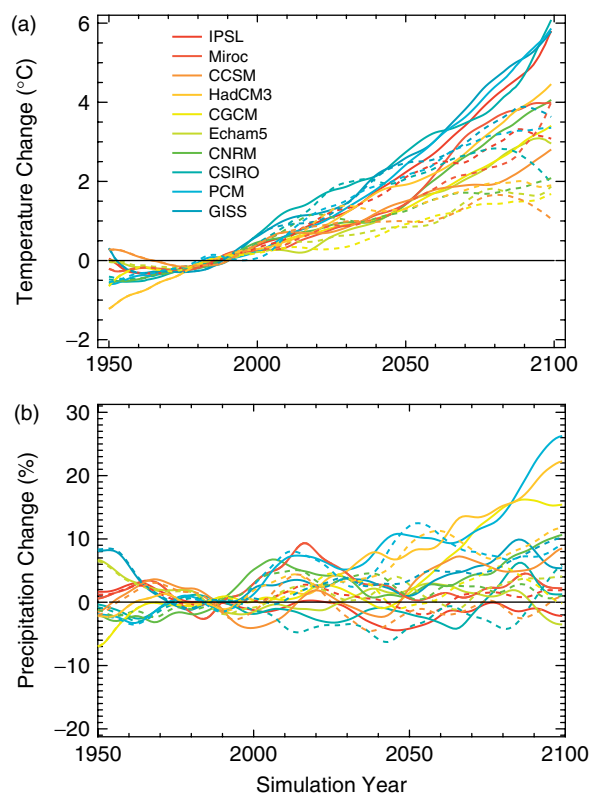 (a)
Temperature Change (°C)
6
4
2
0
−2
IPSL
Miroc
CCSM
HadCM3
CGCM
Echam5
CNRM
CSIRO
PCM
GISS
1950 2000 2050 2100
(b)
Precipitation Change (%)
30
20
10
0
−10
−20
1950 2000 2050 2100
Simulation Year